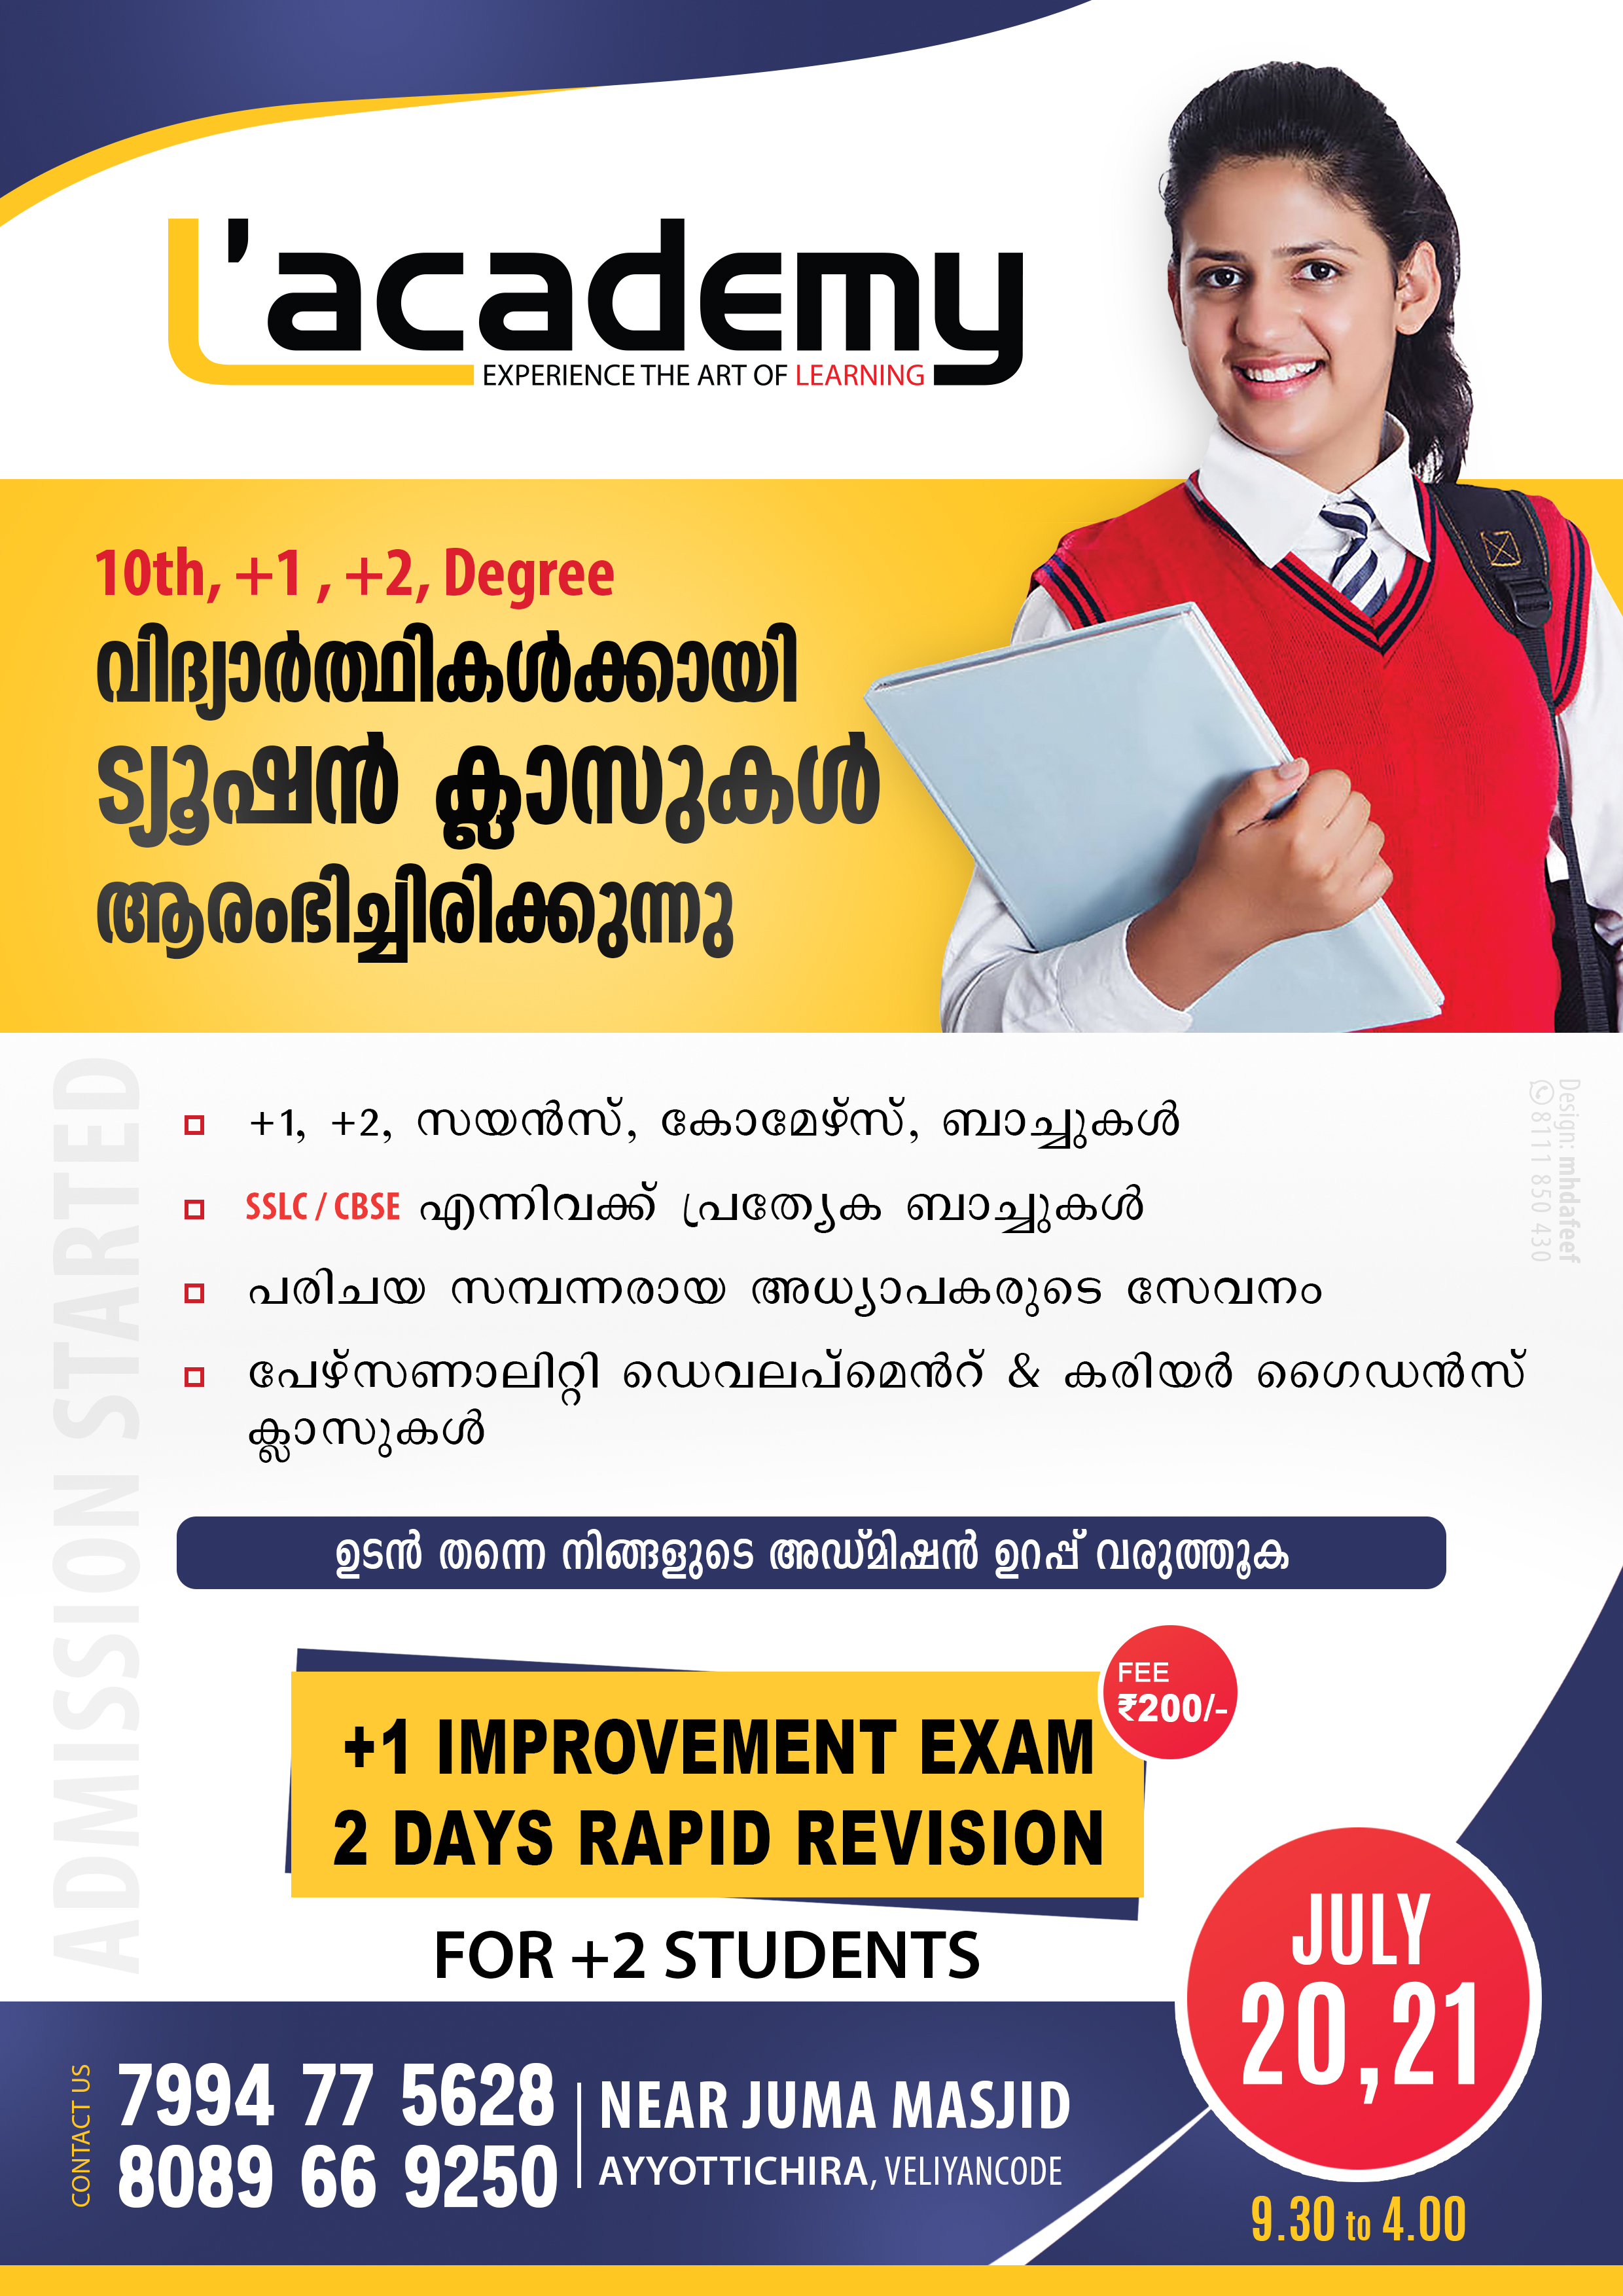 l'academy
EXPERIENCE THE ART OF LEARNING
10th, +1 , +2, Degree
വിദ്യാർത്ഥികൾക്കായി
ട്യൂഷൻ ക്ലാസുകൾ
ആരംഭിച്ചിരിക്കുന്നു
ADMISSION STARTED
Design: mhdafeef
8111 850 430
+1, +2, സയൻസ്, കോമേഴ്സ്, ബാച്ചുകൾ
SSLC / CBSE എന്നിവക്ക് പ്രത്യേക ബാച്ചുകൾ
പരിചയ സമ്പന്നരായ അധ്യാപകരുടെ സേവനം
പേഴ്സണാലിറ്റി ഡെവലപ്മെൻറ് & കരിയർ ഗൈഡൻസ്
ക്ലാസുകൾ
ഉടൻ തന്നെ നിങ്ങളുടെ അഡ്മിഷൻ ഉറപ്പ് വരുത്തൂക
FEE
₹200/-
+1 IMPROVEMENT EXAM
2 DAYS RAPID REVISION
FOR +2 STUDENTS
JULY
20,21
9.30 to 4.00
CONTACT US
7994 77 5628
8089 66 9250
NEAR JUMA MASJID
AYYOTTICHIRA, VELIYANCODE